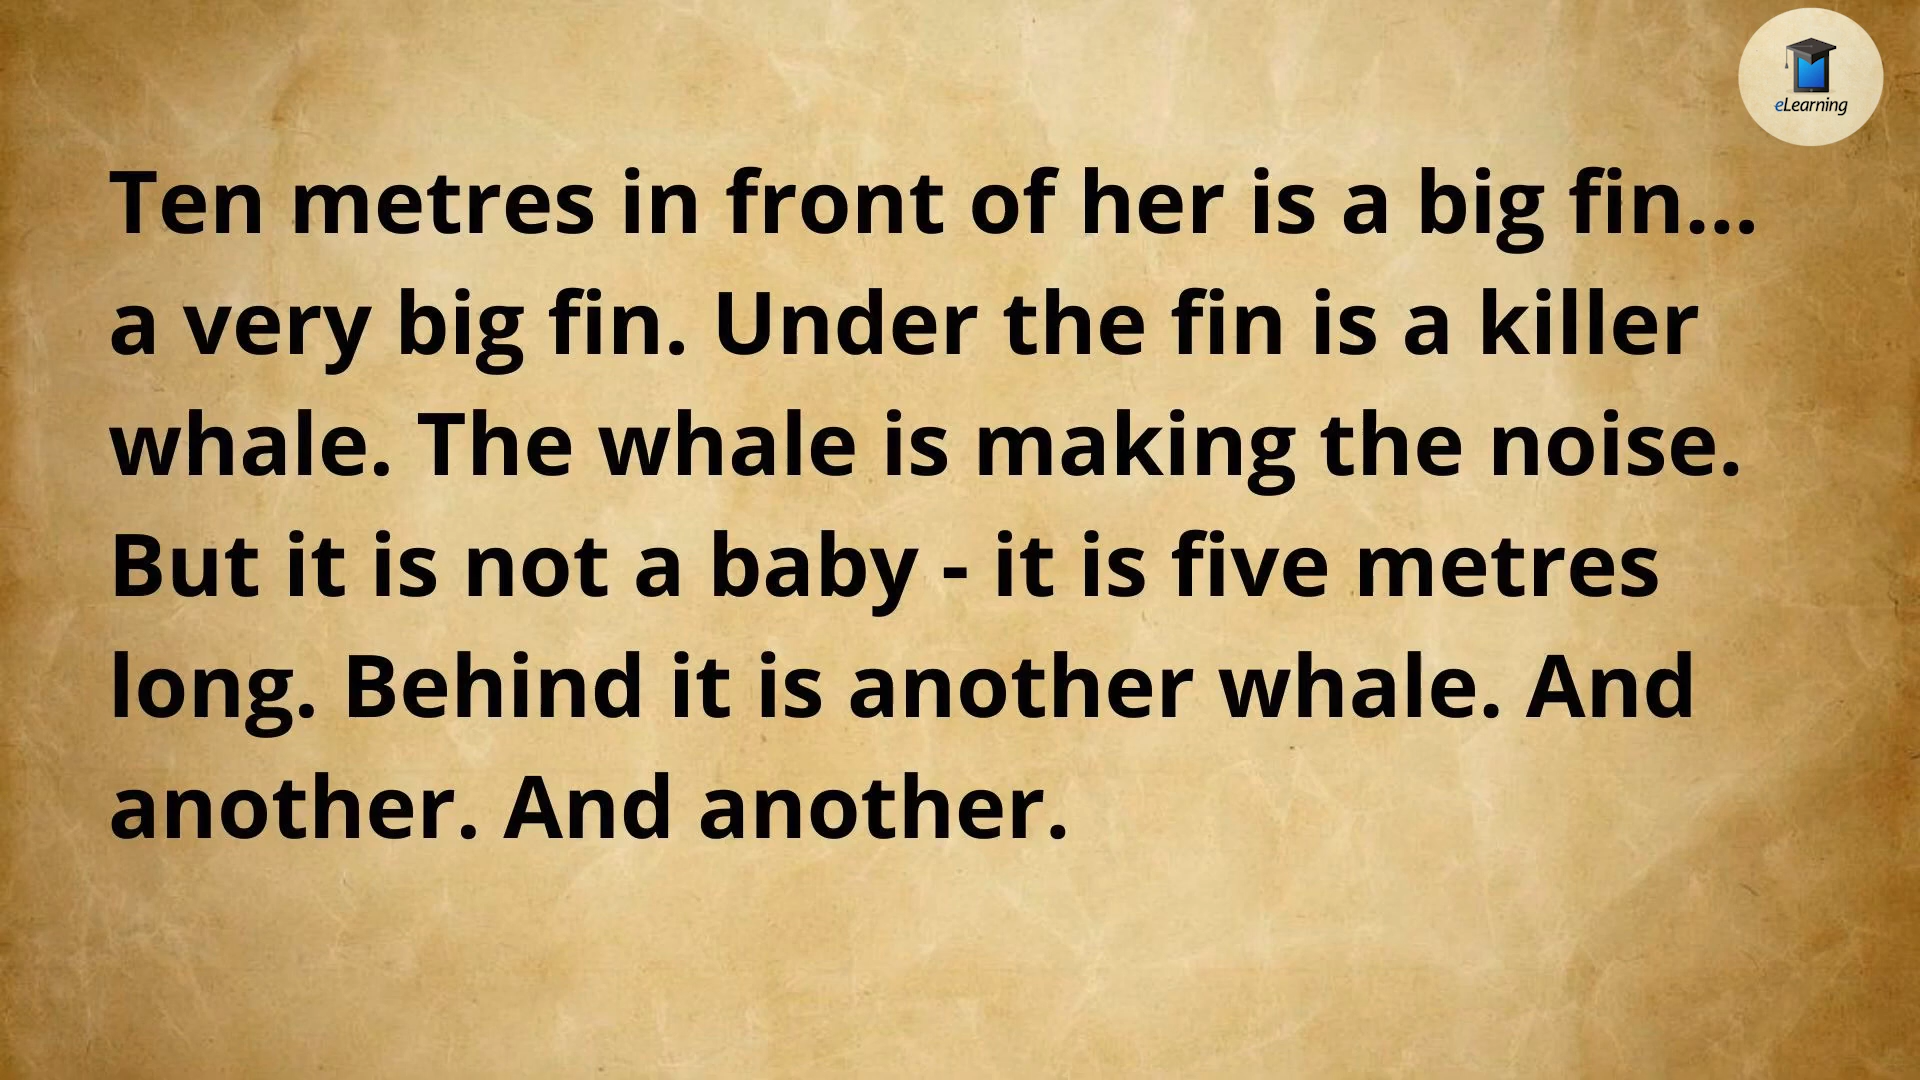 eLearning
Ten metres in front of her is a big fin...
a very big fin. Under the fin is a killer
whale. The whale is making the noise.
But it is not a baby - it is five metres
long. Behind it is another whale. And
another. And another.